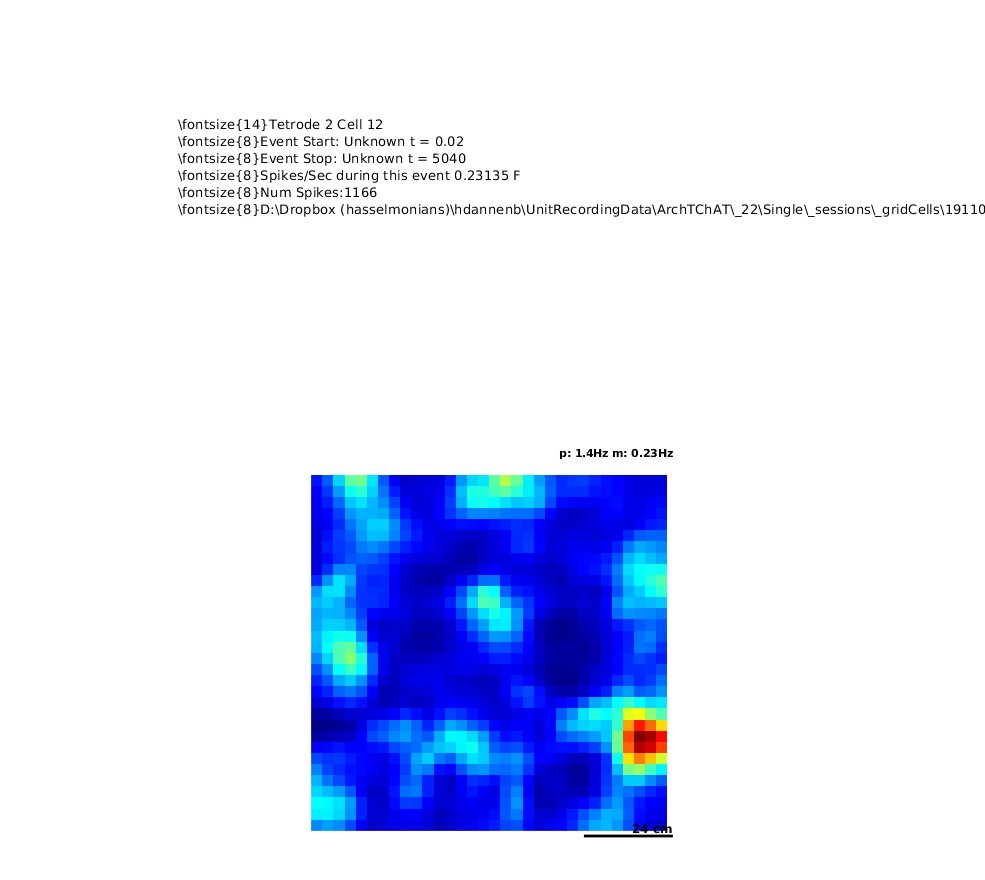 \fontsize{14}Tetrode 2 Cell 12
\fontsize{8}Event Start: Unknown t = 0.02
\fontsize{8}Event Stop: Unknown t = 5040
\fontsize{8}Spikes/Sec during this event 0.23135 F
\fontsize{8}Num Spikes:1166
\fontsize{8}D:\Dropbox (hasselmonians)\hdannenb\UnitRecordingData\ArchTChAT\_22\Single\_sessions\_gridCells\19110
p: 1.4Hz m: 0.23Hz
24 cm